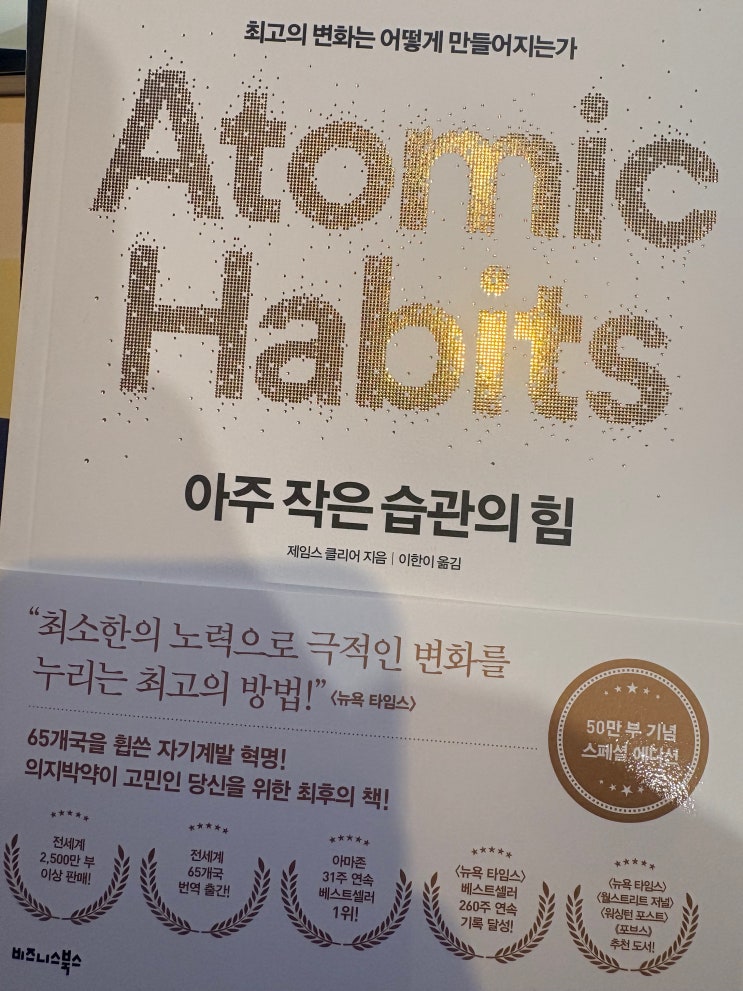 최고의 변화는 어떻게 만들어지는가
Atomic
Habits
아주 작은 습관의 힘
제임스 클리어 지음 | 이한이 옮김
“최소한의 노력으로 극적인 변화를
누리는 최고의 방법!” 〈뉴욕 타임스〉
50만 부 기념
스페셜 에디션
65개국을 휩쓴 자기계발 혁명!
의지박약이 고민인 당신을 위한 최후의 책!
전세계
2,500만 부
이상 판매!
전세계
65개국
번역 출간!
아마존
31주 연속
베스트셀러
1위!
〈뉴욕 타임스〉
베스트셀러
260주 연속
기록 달성!
〈뉴욕 타임스〉
〈월스트리트 저널〉
〈워싱턴 포스트〉
《포브스》
추천 도서!
비즈니스북스